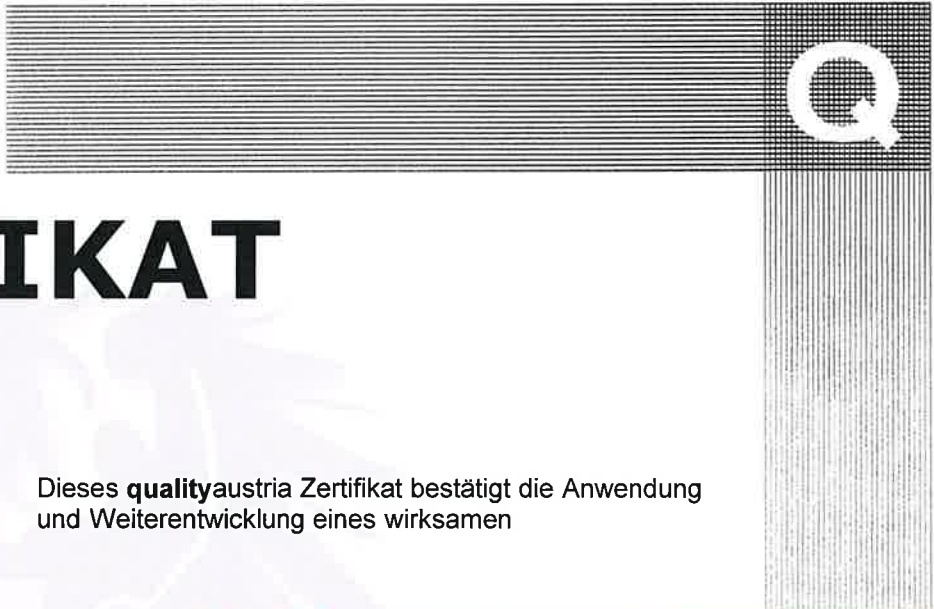 Q
IKAT
Dieses qualityaustria Zertifikat bestätigt die Anwendung
und Weiterentwicklung eines wirksamen